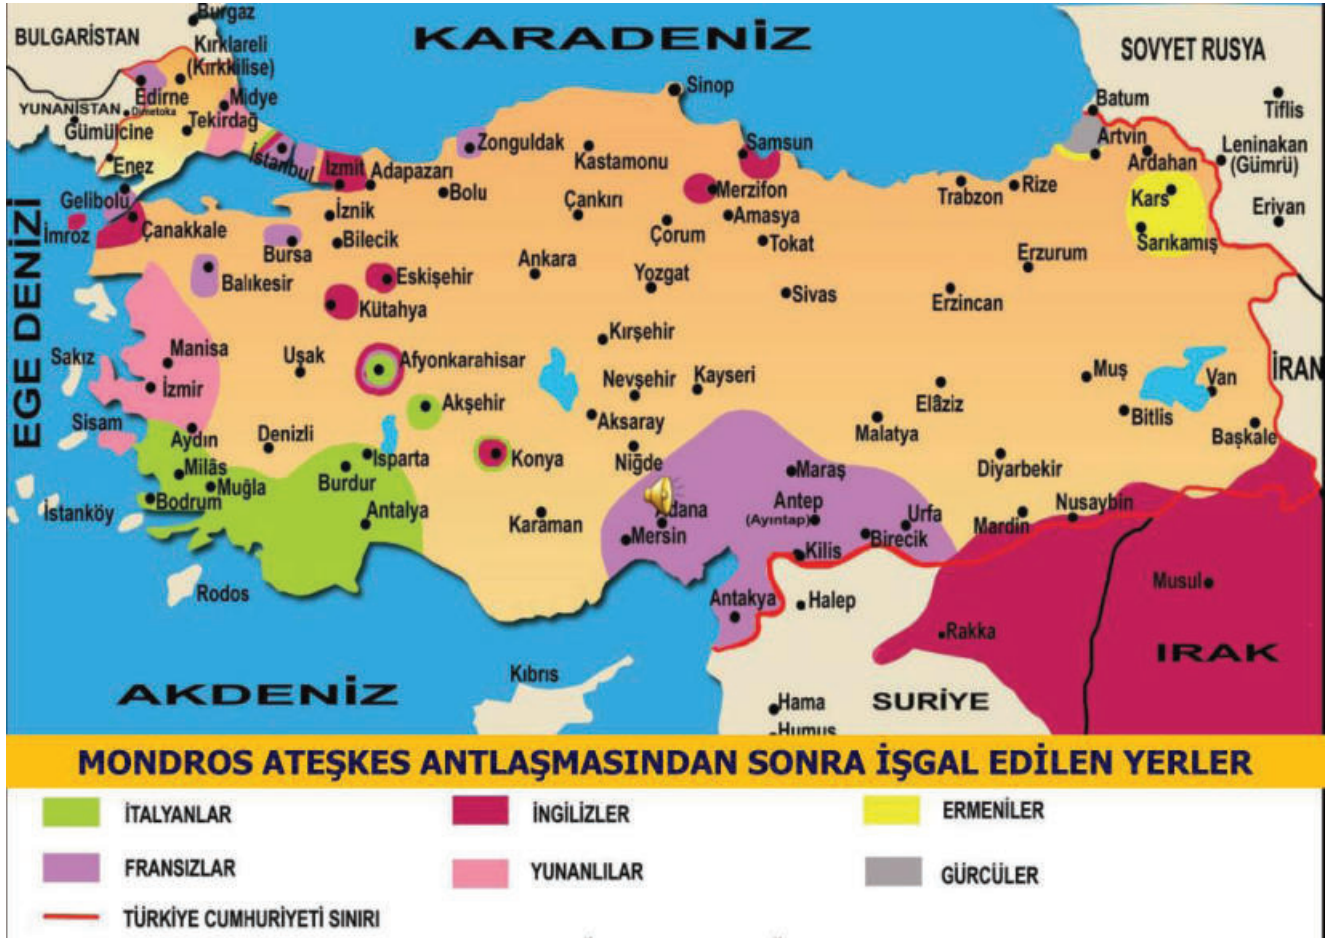 Burgaz
BULGARİSTAN
KARADENİZ
SOVYET RUSYA
Kırklareli
(Kırkkilise)
Sinop
Edirne
Midye
Batum
Tiflis
YUNANİSTAN
Dimetoka
Tekirdağ
Gümülcine
Artvin
Leninakan
(Gümrü)
Zonguldak
Samsun
İstanbul
Kastamonu
Ardahan
Enez
İzmit
Adapazarı
Gelibolu
Bolu
Merzifon
Trabzon
Rize
Kars
Çankırı
İznik
Amasya
Erivan
İmroz
Çanakkale
Çorum
Bilecik
Tokat
Sarıkamış
Bursa
Ankara
Erzurum
Balıkesir
Eskişehir
Yozgat
EGE DENİZİ
Kütahya
Sivas
Erzincan
Kırşehir
Sakız
Manisa
Uşak
Afyonkarahisar
İRAN
Nevşehir
Kayseri
Muş
Van
İzmir
Elâziz
Akşehir
Bitlis
Sisam
Aksaray
Aydın
Denizli
Malatya
Başkale
Isparta
Konya
Niğde
Milâs
Burdur
Maraş
Diyarbekir
Muğla
Bodrum
Antep
(Ayıntap)
Nusaybin
İstanköy
Antalya
Karaman
dana
Urfa
Mardin
Mersin
Birecik
Kilis
Musul
Rodos
Antakya
Halep
Rakka
IRAK
Kıbrıs
AKDENİZ
Hama
SURİYE
Humus
MONDROS ATEŞKES ANTLAŞMASINDAN SONRA İŞGAL EDİLEN YERLER
İTALYANLAR
İNGİLİZLER
ERMENİLER
FRANSIZLAR
YUNANLILAR
GÜRCÜLER
TÜRKİYE CUMHURİYETİ SINIRI